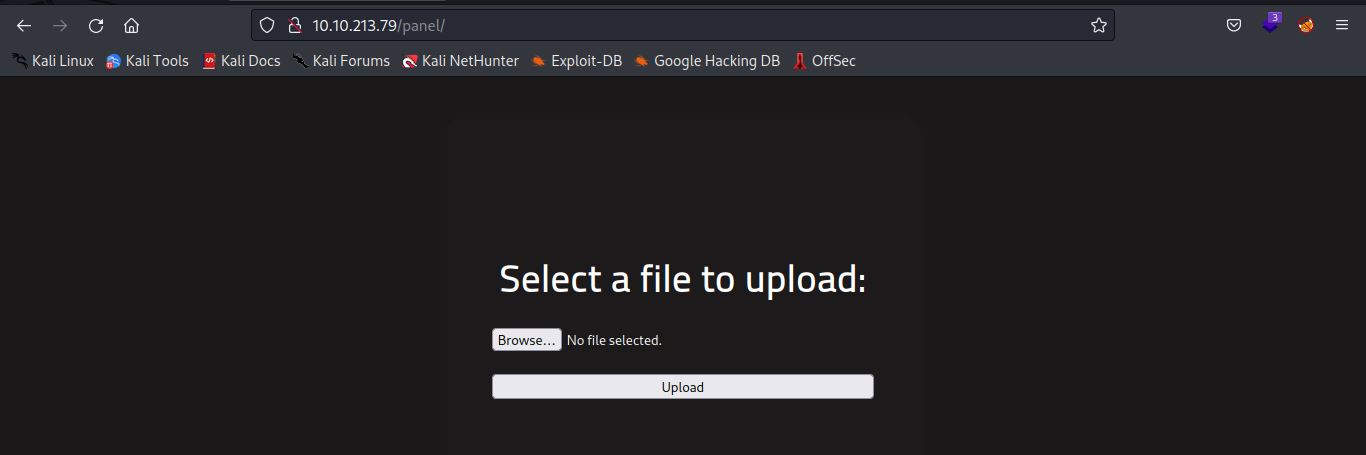 10.10.213.79/panel/
3
Kali Linux Kali Tools Kali Docs Kali Forums Kali NetHunter Exploit-DB Google Hacking DB OffSec
Select a file to upload:
Browse... No file selected.
Upload